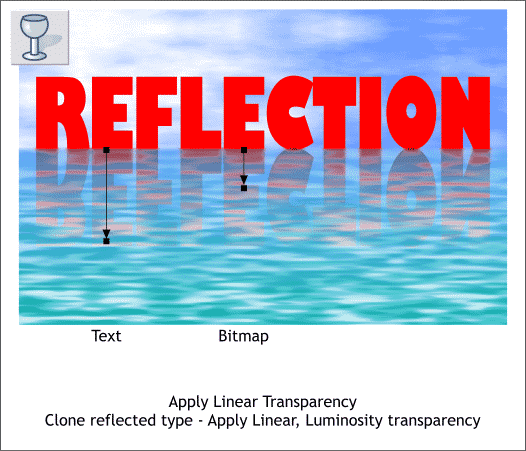 REFLECTION
Text Bitmap
Apply Linear Transparency
Clone reflected type - Apply Linear, Luminosity transparency